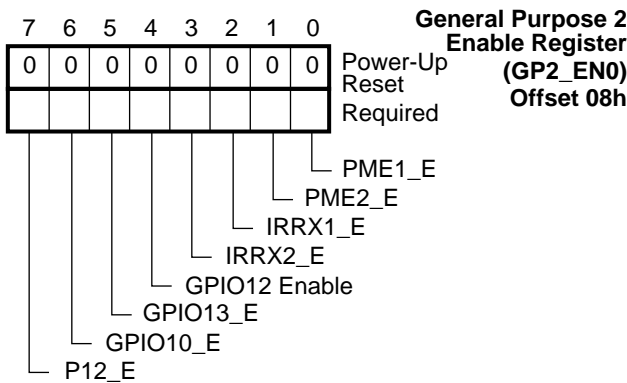 7 6 5 4 3 2 1 0
General Purpose 2
Enable Register
(GP2_EN0)
Offset 08h
0 0 0 0 0 0 0 0
Power-Up
Reset
Required
PME1_E
PME2_E
IRRX1_E
IRRX2_E
GPIO12 Enable
GPIO13_E
GPIO10_E
P12_E